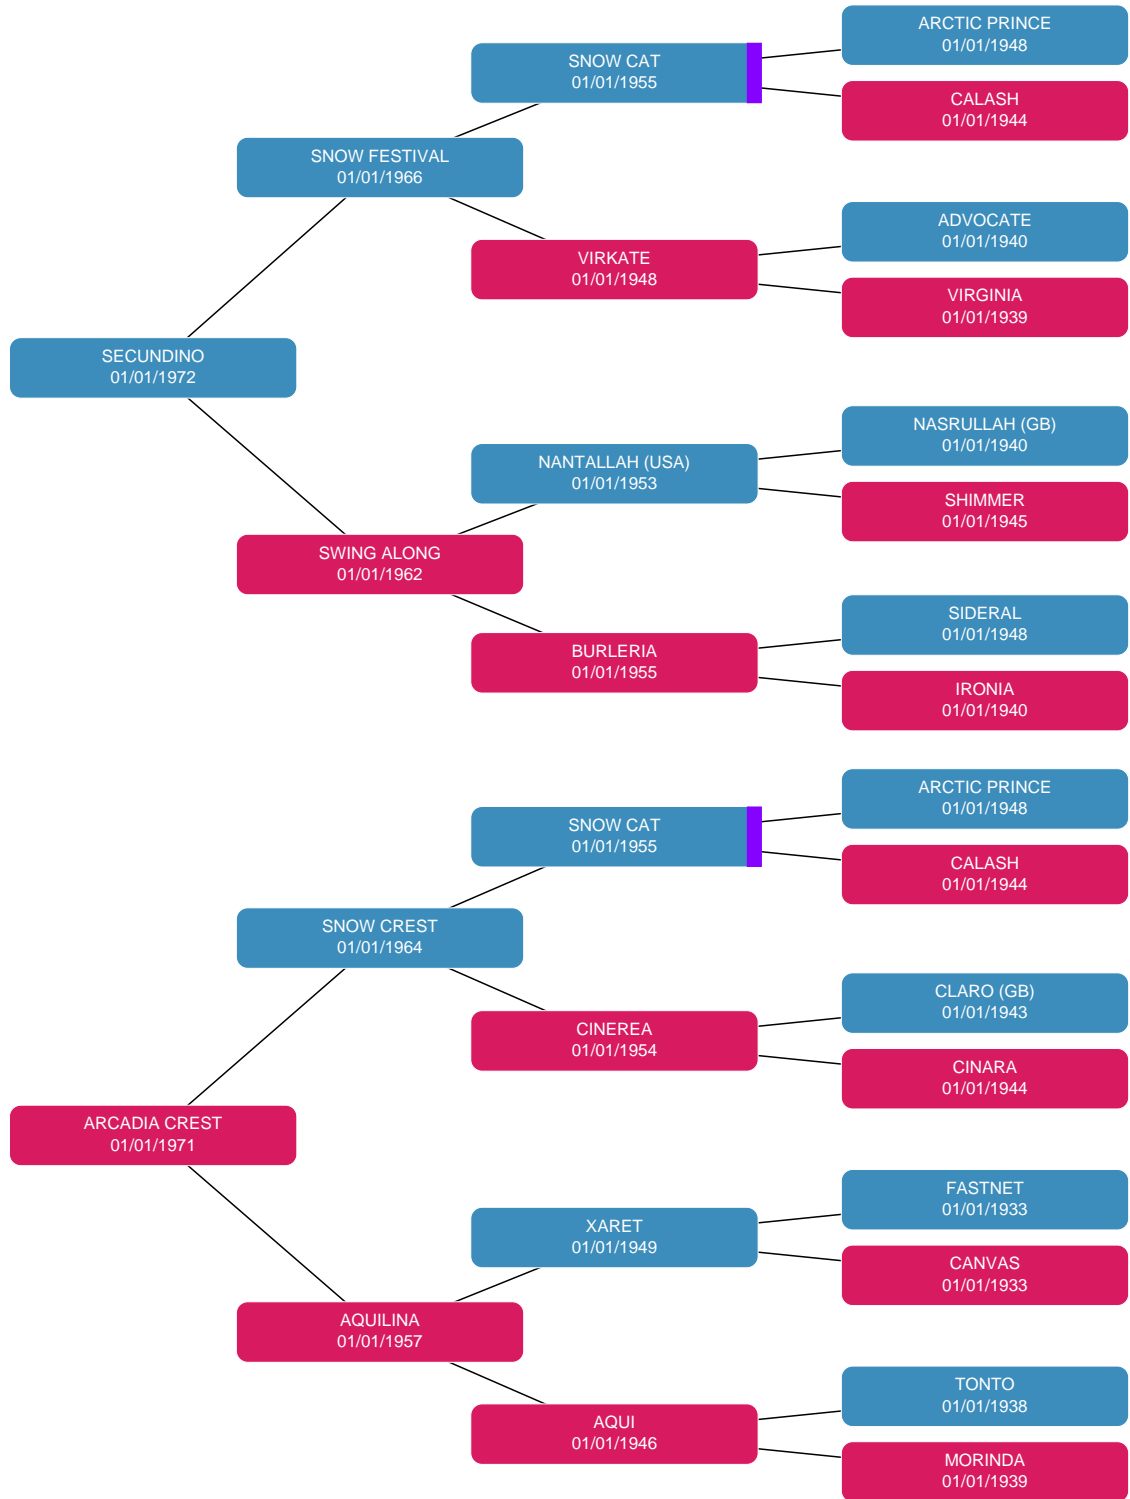 ARCTIC PRINCE
01/01/1948
SNOW CAT
01/01/1955
CALASH
01/01/1944
SNOW FESTIVAL
01/01/1966
ADVOCATE
01/01/1940
VIRKATE
01/01/1948
VIRGINIA
01/01/1939
SECUNDINO
01/01/1972
NASRULLAH (GB)
01/01/1940
NANTALLAH (USA)
01/01/1953
SHIMMER
01/01/1945
SWING ALONG
01/01/1962
SIDERAL
01/01/1948
BURLERIA
01/01/1955
IRONIA
01/01/1940
ARCTIC PRINCE
01/01/1948
SNOW CAT
01/01/1955
CALASH
01/01/1944
SNOW CREST
01/01/1964
CLARO (GB)
01/01/1943
CINEREA
01/01/1954
CINARA
01/01/1944
ARCADIA CREST
01/01/1971
FASTNET
01/01/1933
XARET
01/01/1949
CANVAS
01/01/1933
AQUILINA
01/01/1957
TONTO
01/01/1938
AQUI
01/01/1946
MORINDA
01/01/1939